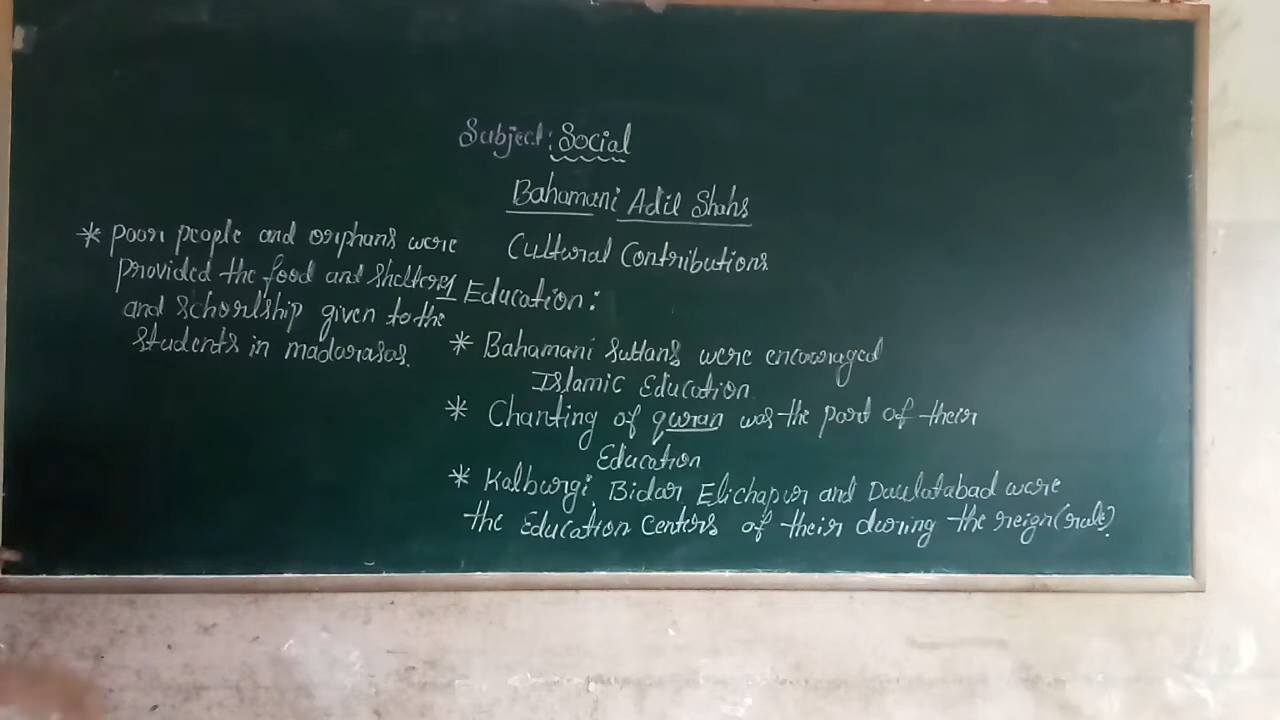 Subject: Social
Bahamani Adil Shahs
Cultural Contributions
1 Education:
* Bahamani Sultans were encouraged
Islamic Education
* Chanting of quran was the part of their
Education
* Kalburgi, Bidar Elichapur and Daulatabad were
the Education Centers of their during the reign(rule).
* Poor people and orphans were
provided the food and shelters
and Schorlship given to the
students in madarasas.